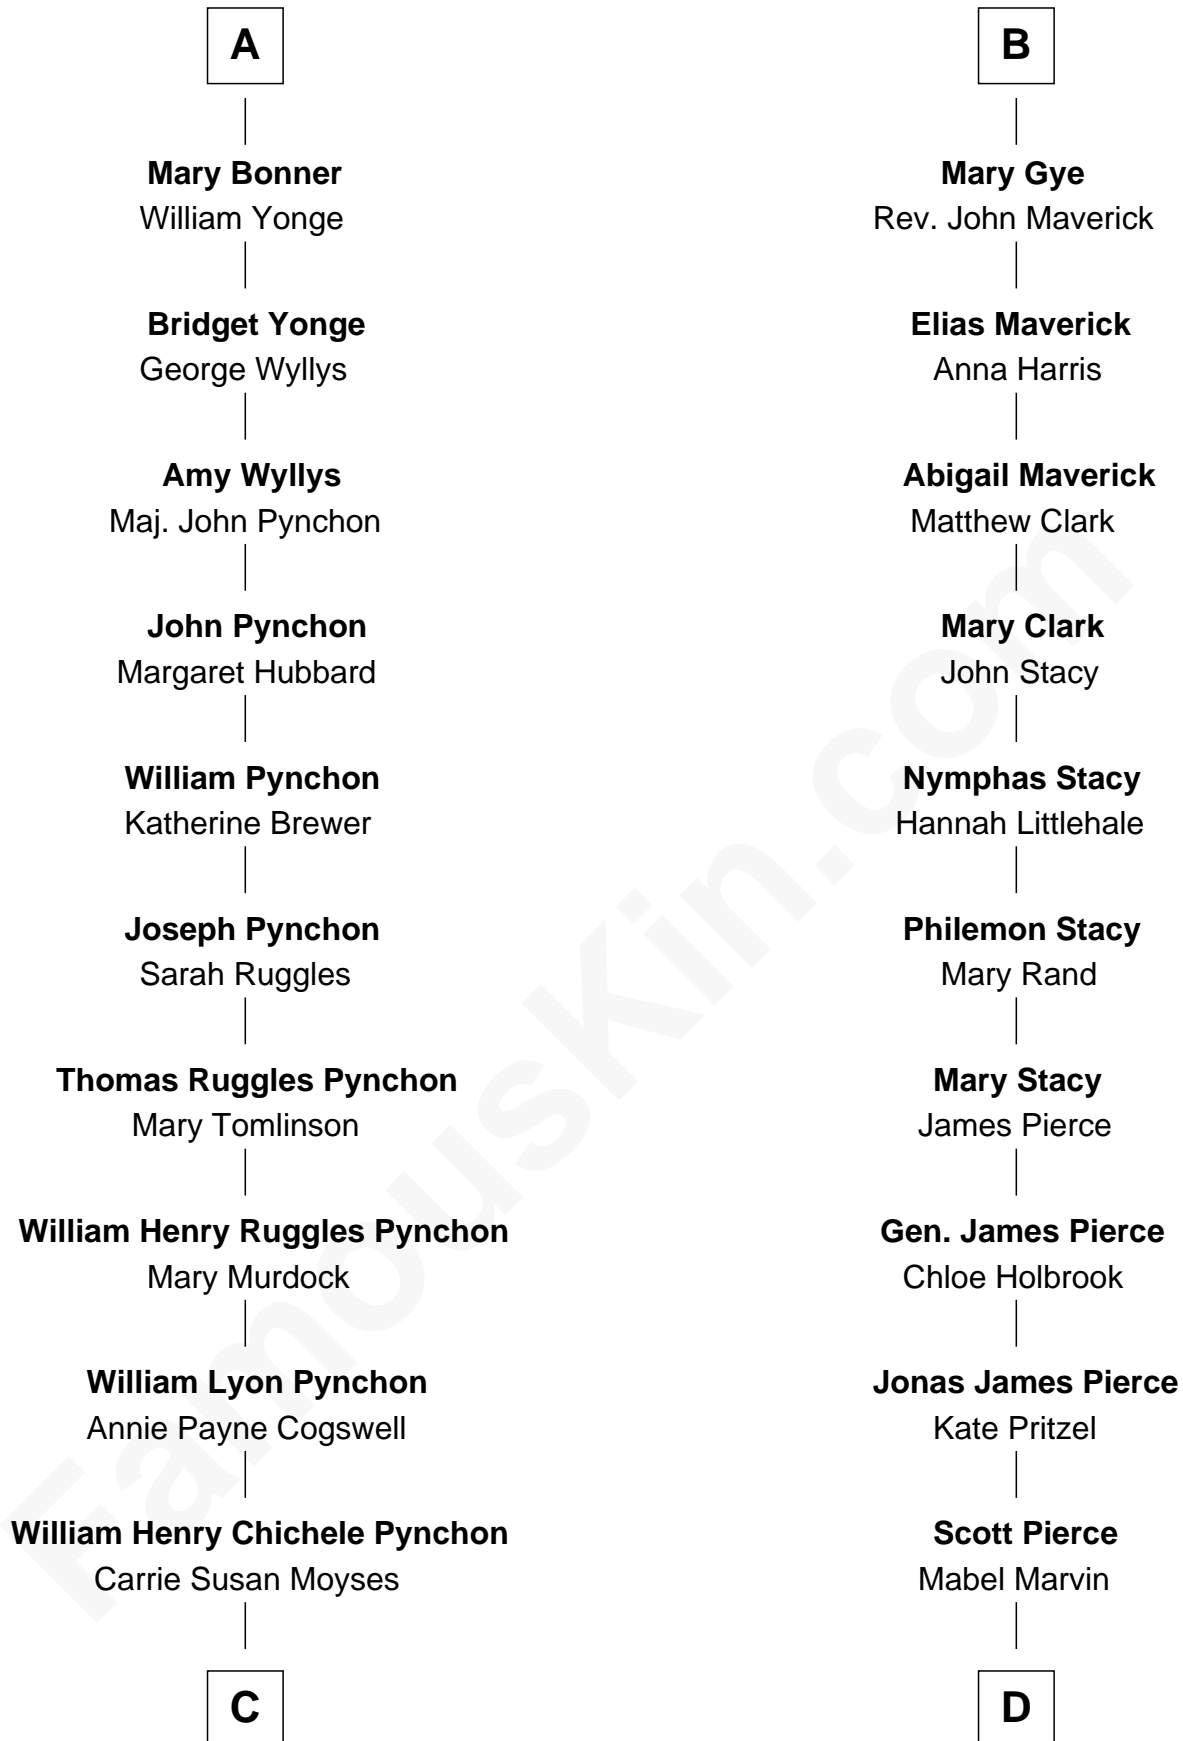 A
Mary Bonner
William Yonge
Bridget Yonge
George Wyllys
Amy Wyllys
Maj. John Pynchon
John Pynchon
Margaret Hubbard
William Pynchon
Katherine Brewer
Joseph Pynchon
Sarah Ruggles
Thomas Ruggles Pynchon
Mary Tomlinson
William Henry Ruggles Pynchon
Mary Murdock
William Lyon Pynchon
Annie Payne Cogswell
William Henry Chichele Pynchon
Carrie Susan Moyses
C
B
Mary Gye
Rev. John Maverick
Elias Maverick
Anna Harris
Abigail Maverick
Matthew Clark
Mary Clark
John Stacy
Nymphas Stacy
Hannah Littlehale
Philemon Stacy
Mary Rand
Mary Stacy
James Pierce
Gen. James Pierce
Chloe Holbrook
Jonas James Pierce
Kate Pritzel
Scott Pierce
Mabel Marvin
D
FamousKin.com